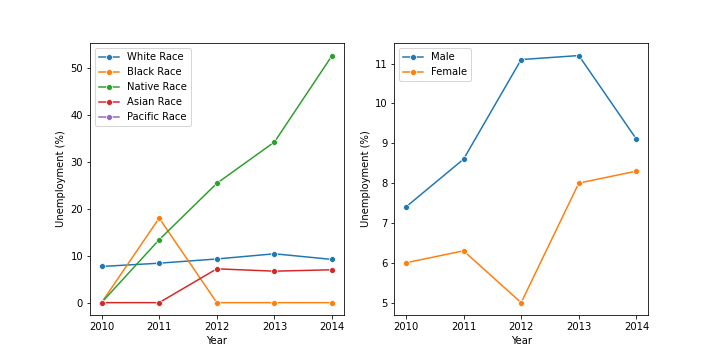 White Race
Black Race
Native Race
Asian Race
Pacific Race
50
40
30
20
10
0
Unemployment (%)
2010 2011 2012 2013 2014
Year
Male
Female
11
10
9
8
7
6
5
Unemployment (%)
2010 2011 2012 2013 2014
Year